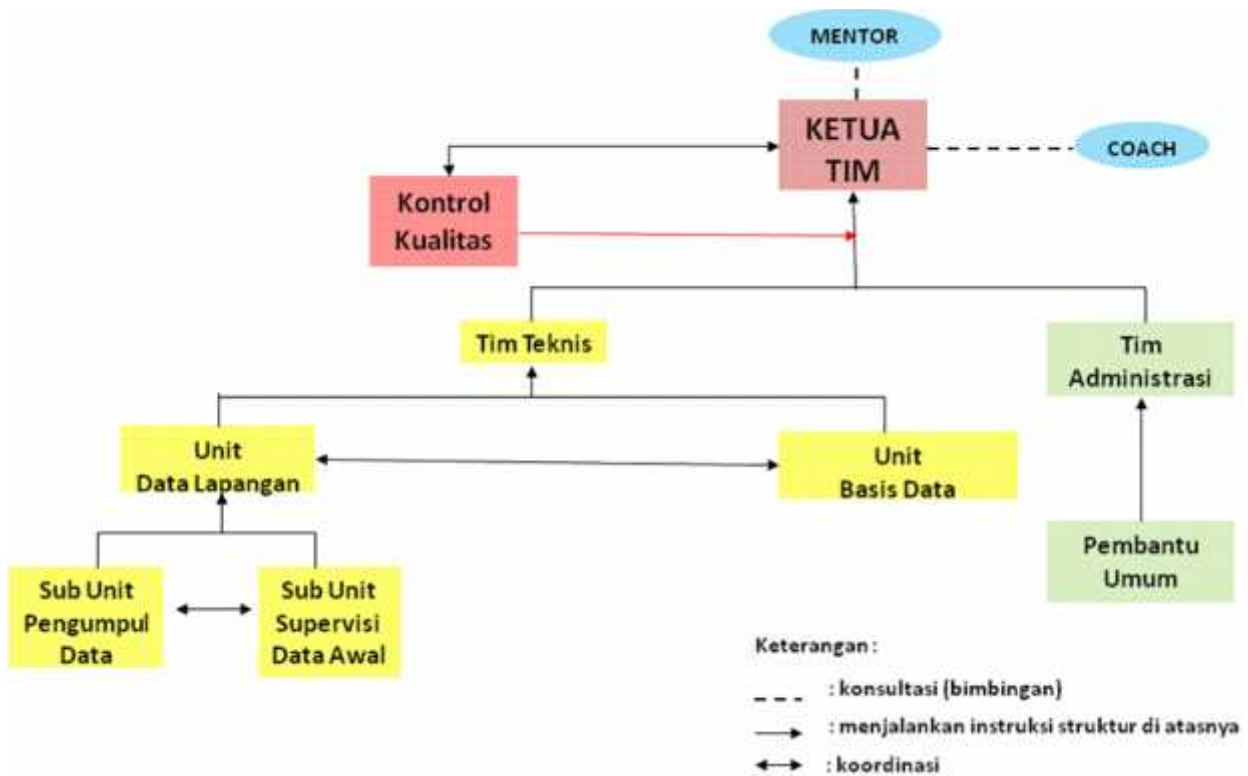 MENTOR
KETUA
TIM
COACH
Kontrol
Kualitas
Tim Teknis
Tim
Administrasi
Unit
Data Lapangan
Unit
Basis Data
Pembantu
Umum
Sub Unit
Pengumpul
Data
Sub Unit
Supervisi
Data Awal
Keterangan :
: konsultasi (bimbingan)
: menjalankan instruksi struktur di atasnya
: koordinasi